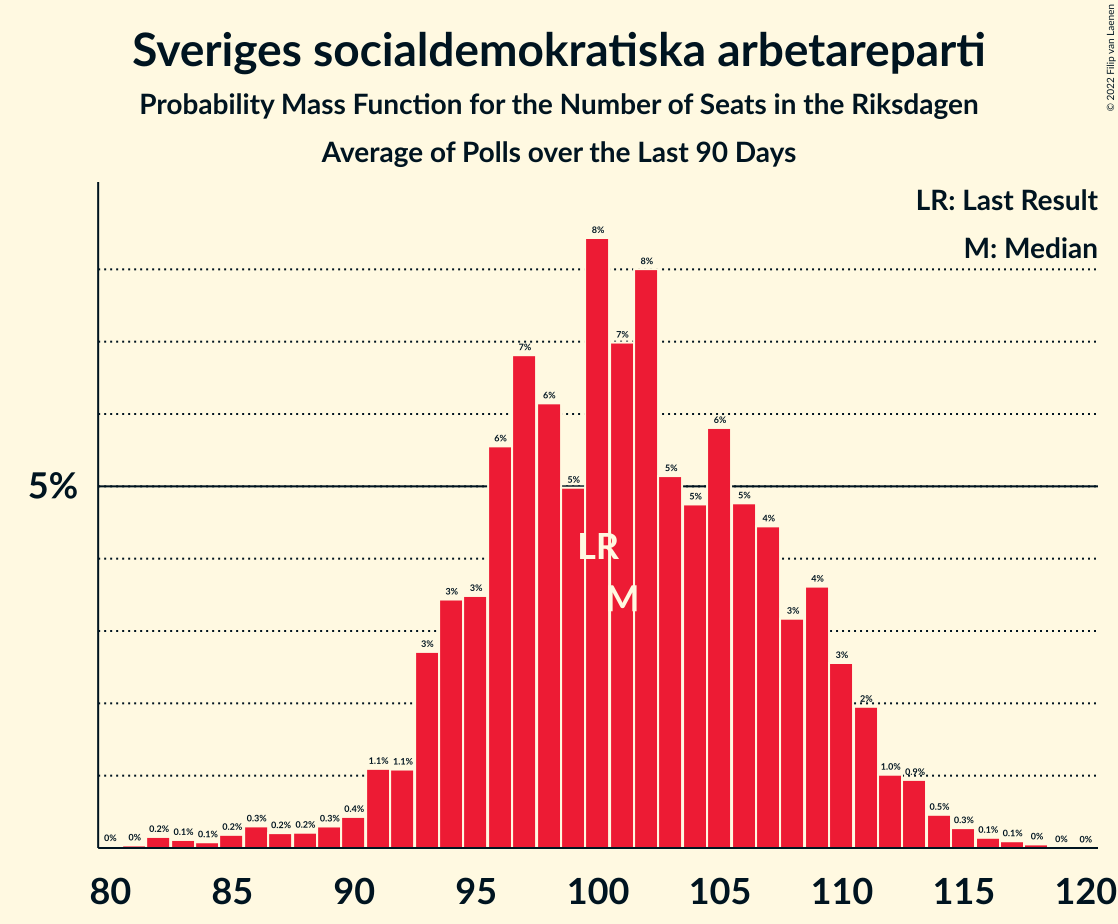 Sveriges socialdemokratiska arbetareparti
Probability Mass Function for the Number of Seats in the Riksdagen
Average of Polls over the Last 90 Days
© 2022 Filip van Laenen
LR: Last Result
M: Median
5%
0% 0% 0.2% 0.1% 0.1% 0.2% 0.3% 0.2% 0.2% 0.3% 0.4% 1.1% 1.1% 3% 3% 3% 6% 7% 6% 5% 8% 7% 8% 5% 5% 6% 5% 4% 3% 4% 3% 2% 1.0% 0.9% 0.5% 0.3% 0.1% 0.1% 0% 0% 0%
LR
M
80 85 90 95 100 105 110 115 120